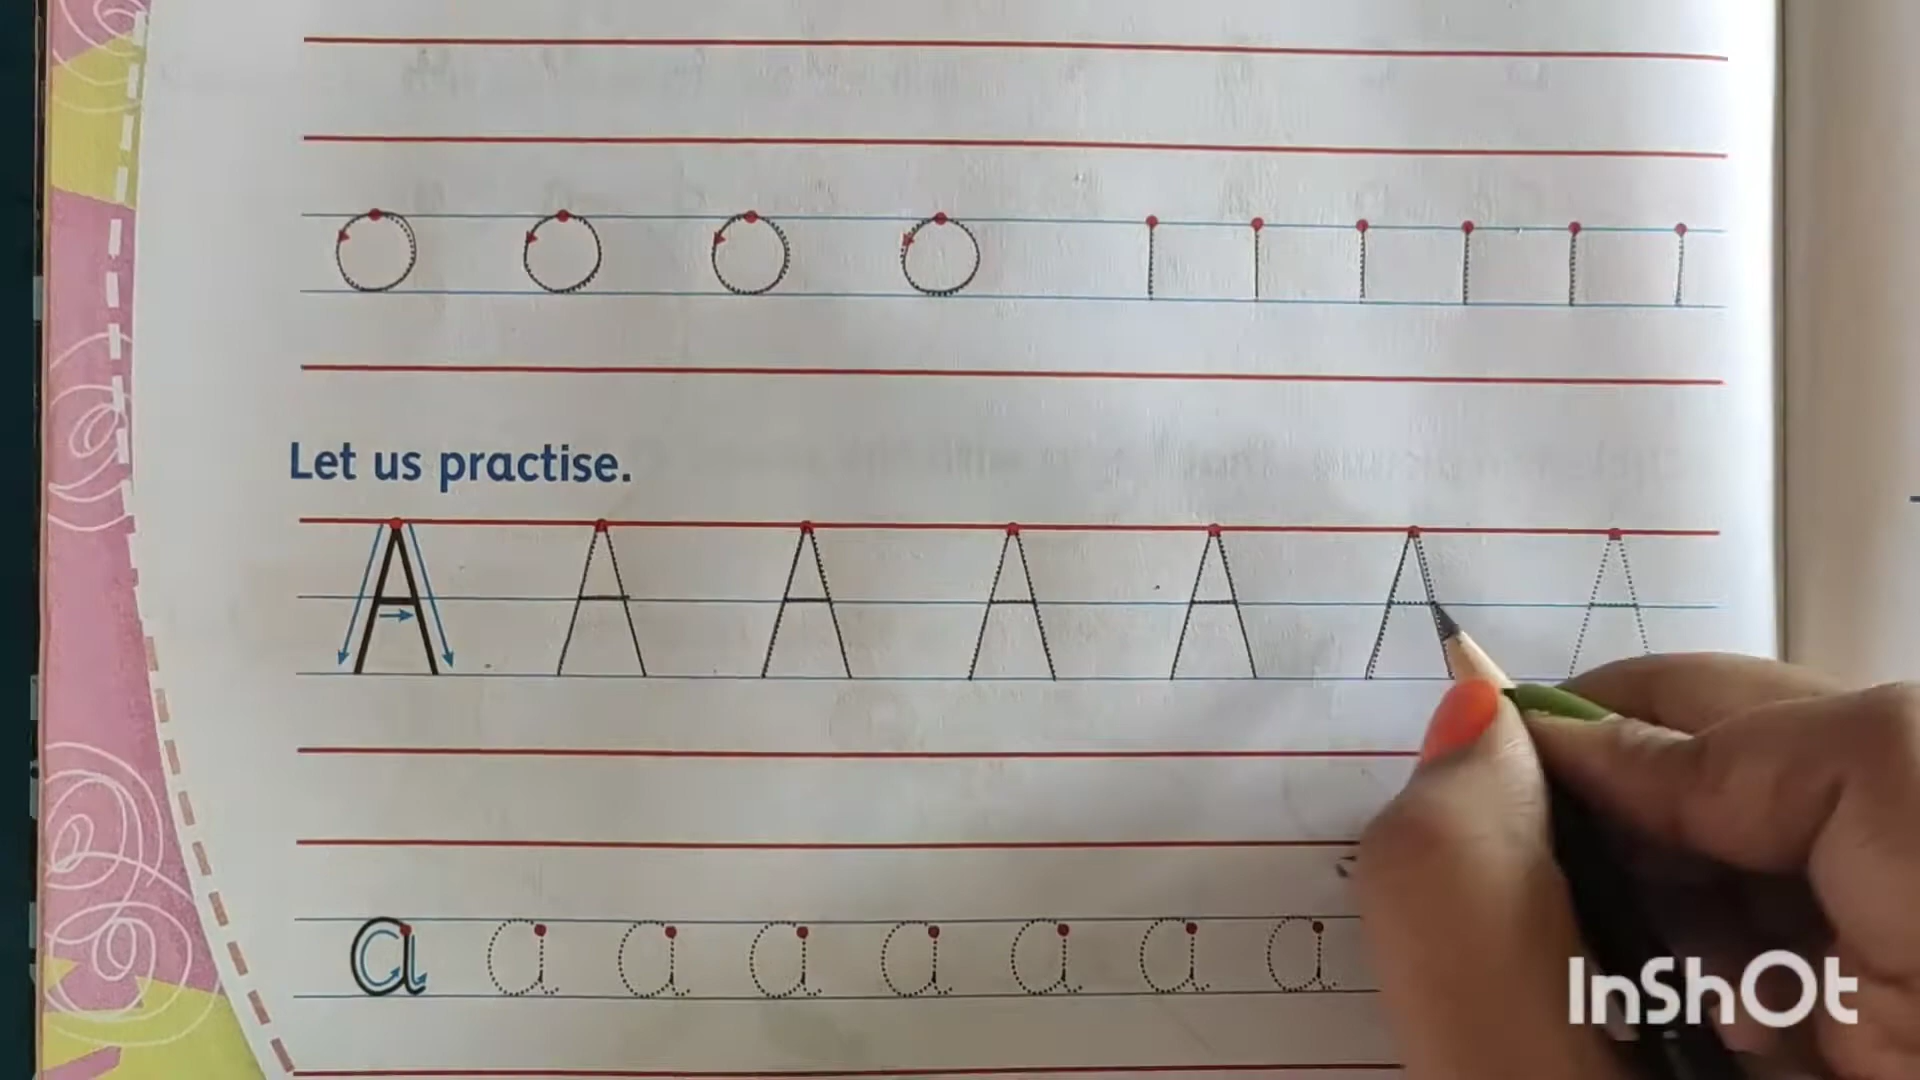 o o o o ı ı ı ı ı ı
Let us practise.
A A A A A A A
a a a a a a a a
InShOt